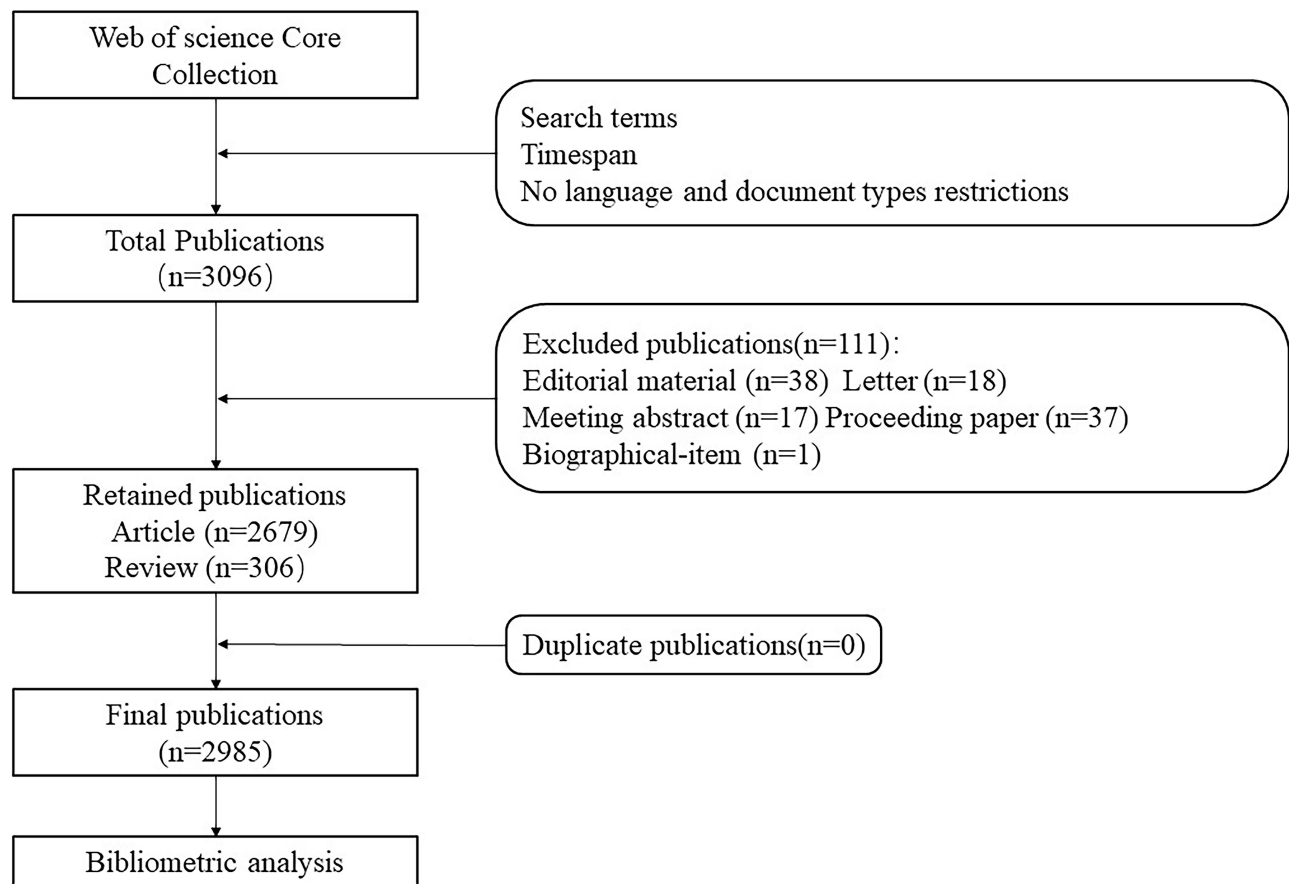 Web of science Core
Collection
Search terms
Timespan
No language and document types restrictions
Total Publications
（n=3096）
Excluded publications(n=111)：
Editorial material (n=38)  Letter (n=18)
Meeting abstract (n=17) Proceeding paper (n=37)
Biographical-item (n=1)
Retained publications
Article (n=2679)
Review (n=306）
Duplicate publications(n=0)
Final publications
(n=2985)
Bibliometric analysis